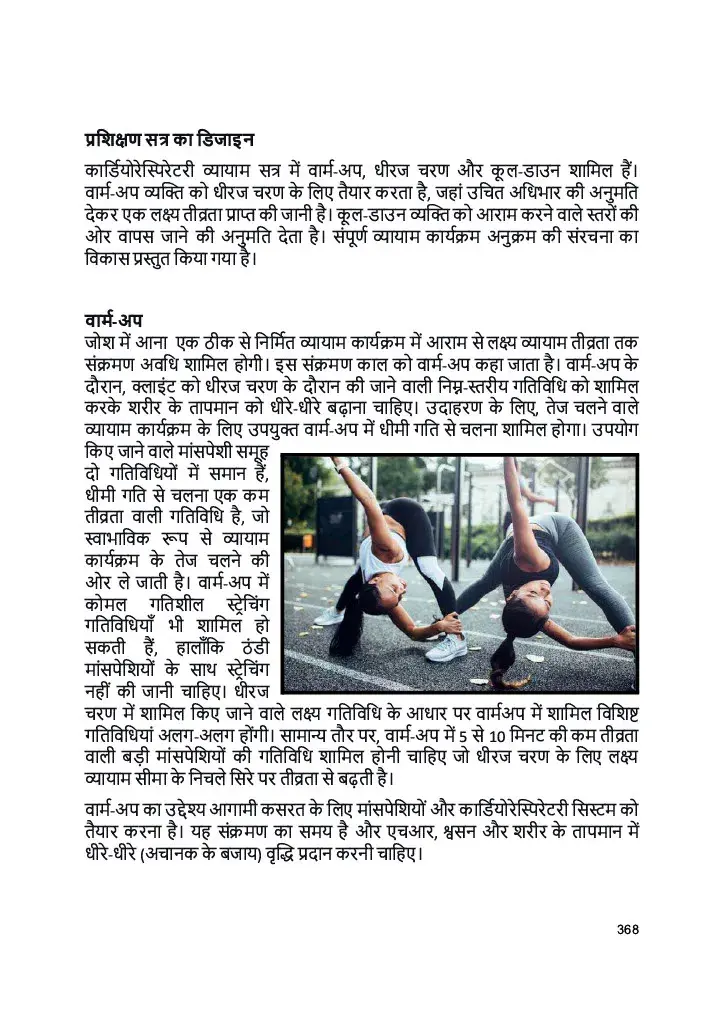 प्रशिक्षण सत्र का डिजाइन
कार्डियोरेस्पिरेटरी व्यायाम सत्र में वार्म-अप, धीरज चरण और कूल-डाउन शामिल हैं।
वार्म-अप व्यक्ति को धीरज चरण के लिए तैयार करता है, जहां उचित अधिभार की अनुमति
देकर एक लक्ष्य तीव्रता प्राप्त की जानी है। कूल-डाउन व्यक्ति को आराम करने वाले स्तरों की
ओर वापस जाने की अनुमति देता है। संपूर्ण व्यायाम कार्यक्रम अनुक्रम की संरचना का
विकास प्रस्तुत किया गया है।
वार्म-अप
जोश में आना एक ठीक से निर्मित व्यायाम कार्यक्रम में आराम से लक्ष्य व्यायाम तीव्रता तक
संक्रमण अवधि शामिल होगी। इस संक्रमण काल को वार्म-अप कहा जाता है। वार्म-अप के
दौरान, क्लाइंट को धीरज चरण के दौरान की जाने वाली निम्न-स्तरीय गतिविधि को शामिल
करके शरीर के तापमान को धीरे-धीरे बढ़ाना चाहिए। उदाहरण के लिए, तेज चलने वाले
व्यायाम कार्यक्रम के लिए उपयुक्त वार्म-अप में धीमी गति से चलना शामिल होगा। उपयोग
किए जाने वाले मांसपेशी समूह
दो गतिविधियों में समान हैं,
धीमी गति से चलना एक कम
तीव्रता वाली गतिविधि है, जो
स्वाभाविक रूप से व्यायाम
कार्यक्रम के तेज चलने की
ओर ले जाती है। वार्म-अप में
कोमल गतिशील स्ट्रेचिंग
गतिविधियाँ भी शामिल हो
सकती हैं, हालाँकि ठंडी
मांसपेशियों के साथ स्ट्रेचिंग
नहीं की जानी चाहिए। धीरज
चरण में शामिल किए जाने वाले लक्ष्य गतिविधि के आधार पर वार्मअप में शामिल विशिष्ट
गतिविधियां अलग-अलग होंगी। सामान्य तौर पर, वार्म-अप में 5 से 10 मिनट की कम तीव्रता
वाली बड़ी मांसपेशियों की गतिविधि शामिल होनी चाहिए जो धीरज चरण के लिए लक्ष्य
व्यायाम सीमा के निचले सिरे पर तीव्रता से बढ़ती है।
वार्म-अप का उद्देश्य आगामी कसरत के लिए मांसपेशियों और कार्डियोरेस्पिरेटरी सिस्टम को
तैयार करना है। यह संक्रमण का समय है और एचआर, श्वसन और शरीर के तापमान में
धीरे-धीरे (अचानक के बजाय) वृद्धि प्रदान करनी चाहिए।
368